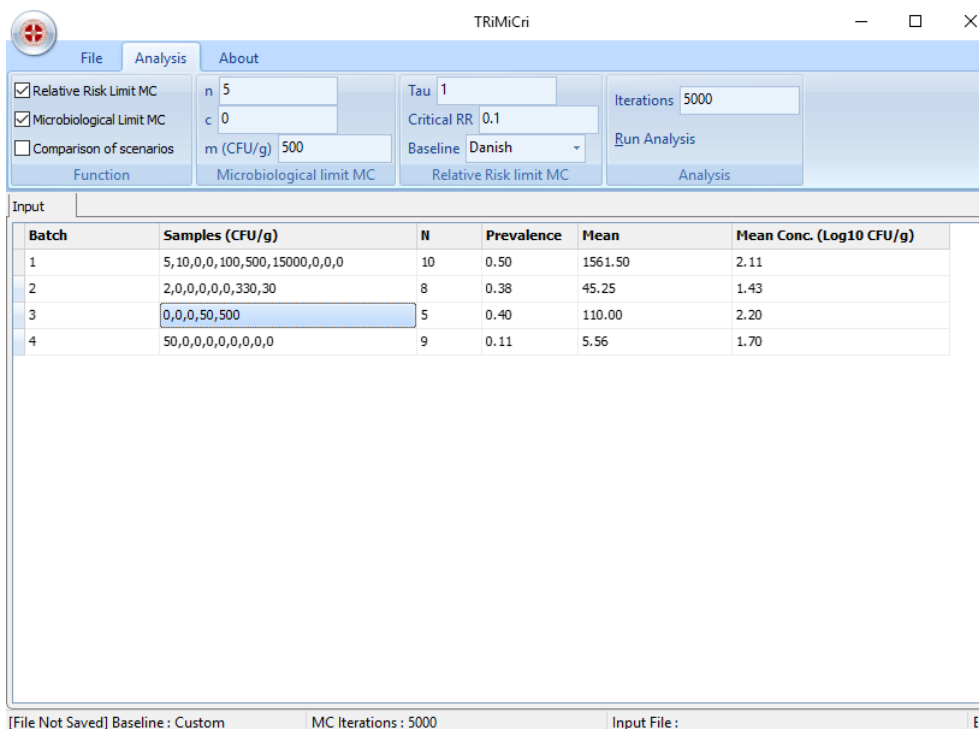 TRiMiCri
File Analysis About
Relative Risk Limit MC
Microbiological Limit MC
Comparison of scenarios
Function
n 5
c 0
m (CFU/g) 500
Microbiological limit MC
Tau 1
Critical RR 0.1
Baseline Danish
Relative Risk limit MC
Iterations 5000
Run Analysis
Analysis
Input
Batch Samples (CFU/g) N Prevalence Mean Mean Conc. (Log10 CFU/g)
1 5,10,0,0,100,500,15000,0,0,0 10 0.50 1561.50 2.11
2 2,0,0,0,0,0,330,30 8 0.38 45.25 1.43
3 0,0,0,50,500 5 0.40 110.00 2.20
4 50,0,0,0,0,0,0,0,0 9 0.11 5.56 1.70
[File Not Saved] Baseline : Custom MC Iterations : 5000 Input File :